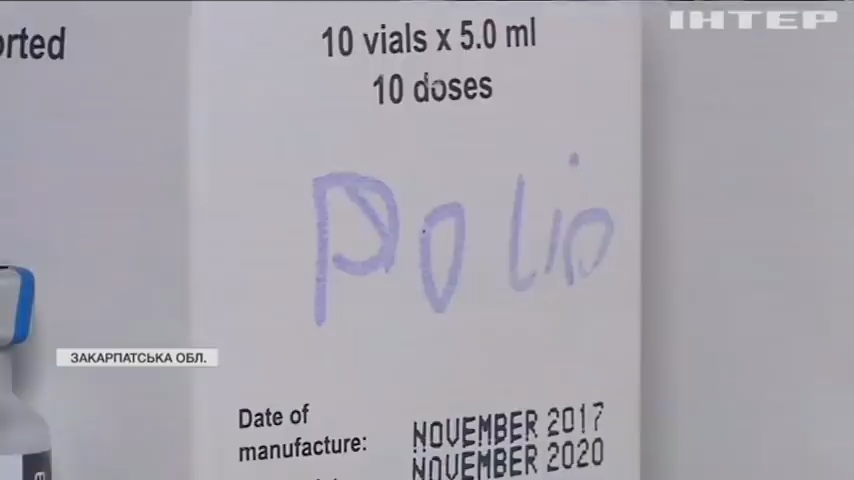 ІНТЕР
orted
10 vials x 5.0 ml
10 doses
Polio
ЗАКАРПАТСЬКА ОБЛ.
Date of
manufacture:
NOVEMBER 2017
NOVEMBER 2020